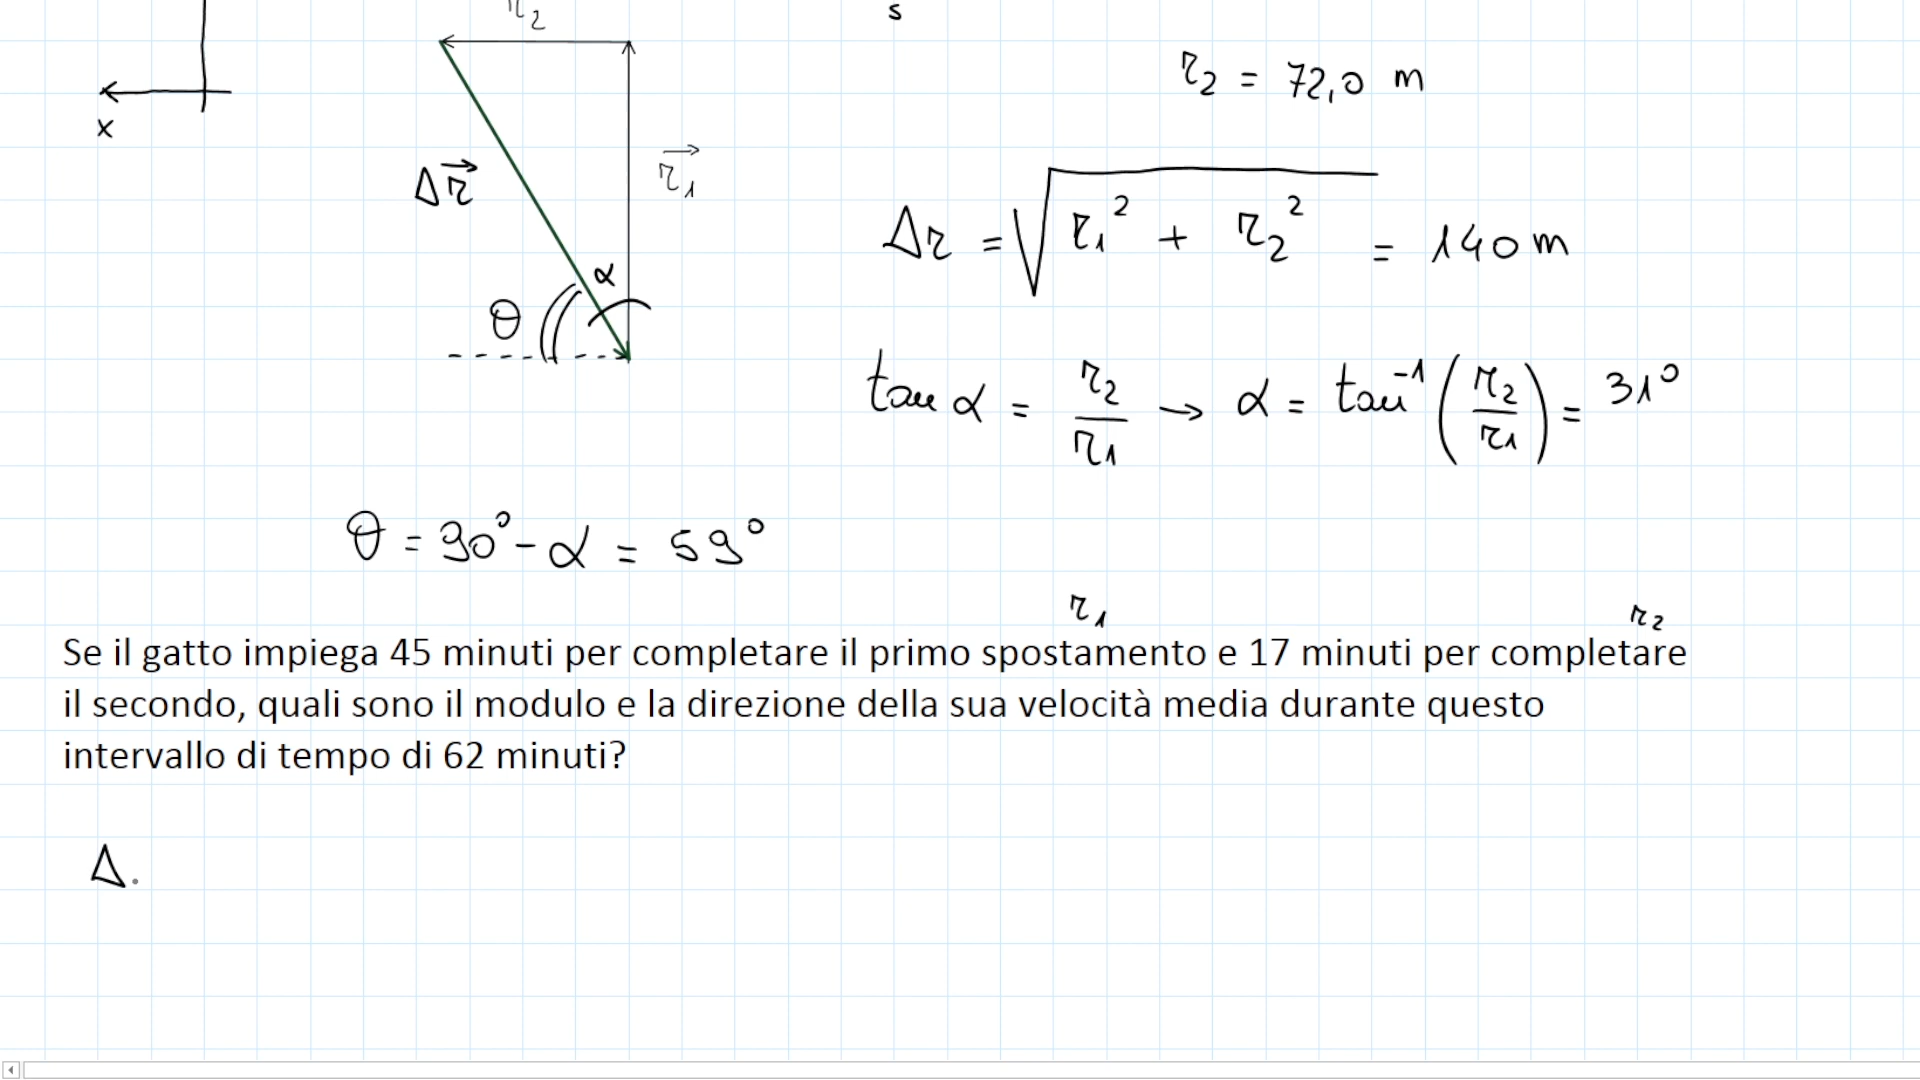 r₂
s
x
r₂ = 72,0 m
Δr⃗
r₁⃗
Δr = √(r₁² + r₂²) = 140 m
α
θ
tan α = r₂/r₁ → α = tan⁻¹(r₂/r₁) = 31°
θ = 90° - α = 59°
r₁ r₂
Se il gatto impiega 45 minuti per completare il primo spostamento e 17 minuti per completare
il secondo, quali sono il modulo e la direzione della sua velocità media durante questo
intervallo di tempo di 62 minuti?
Δ